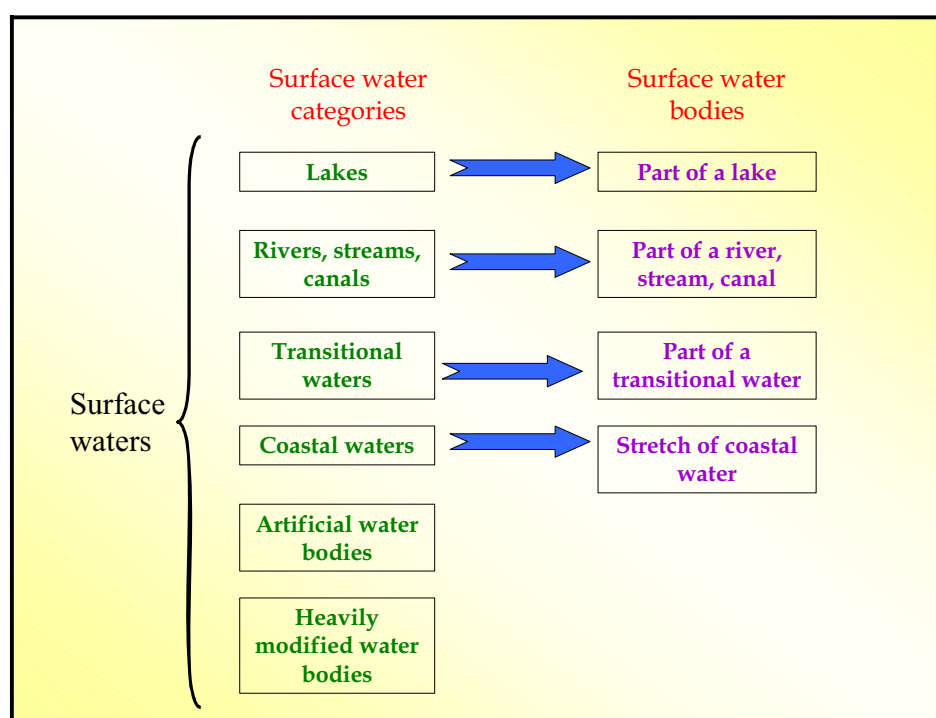 Surface water
categories
Surface water
bodies
Lakes
Part of a lake
Rivers, streams,
canals
Part of a river,
stream, canal
Transitional
waters
Part of a
transitional water
Surface
waters
Coastal waters
Stretch of coastal
water
Artificial water
bodies
Heavily
modified water
bodies